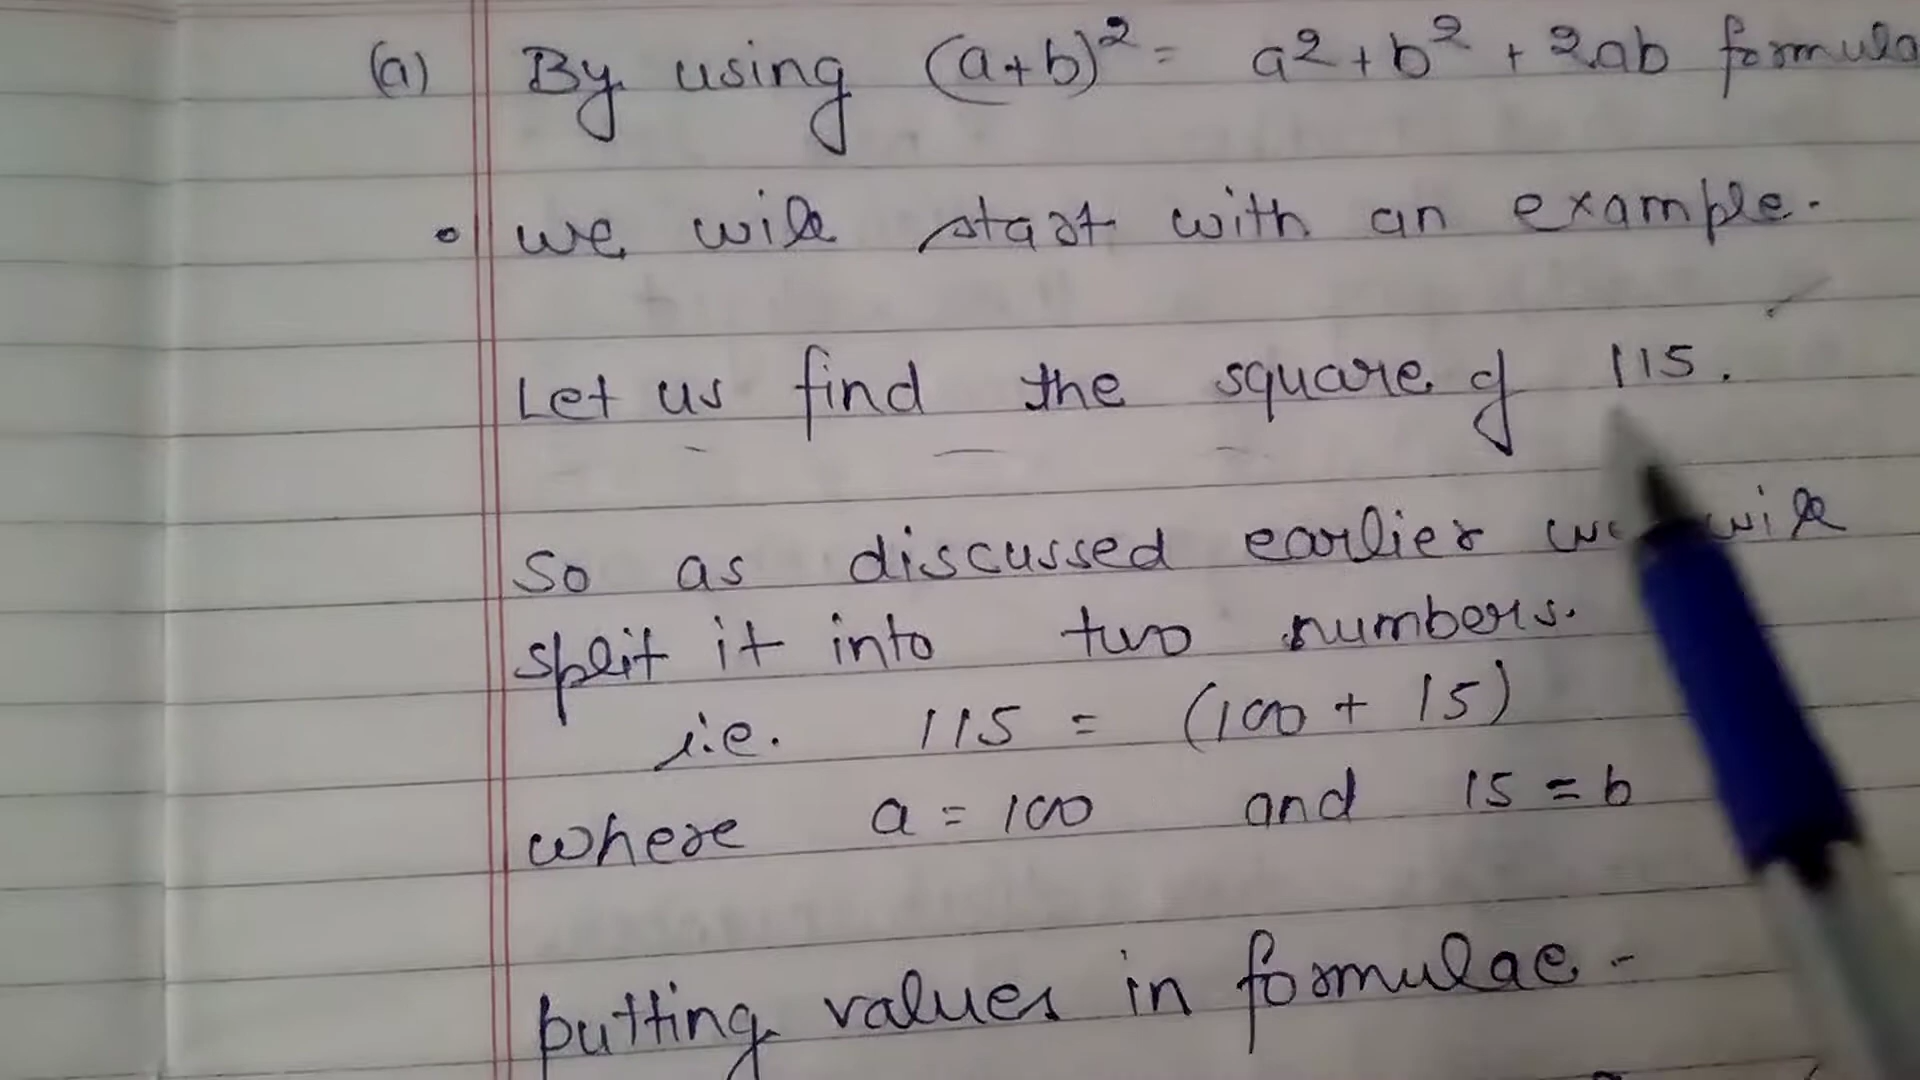 (a) By using (a+b)² = a² + b² + 2ab formula
• we will start with an example.
Let us find the square of 115.
So as discussed earlier we will
split it into two numbers.
i.e. 115 = (100 + 15)
where a = 100 and 15 = b
putting values in formulae -